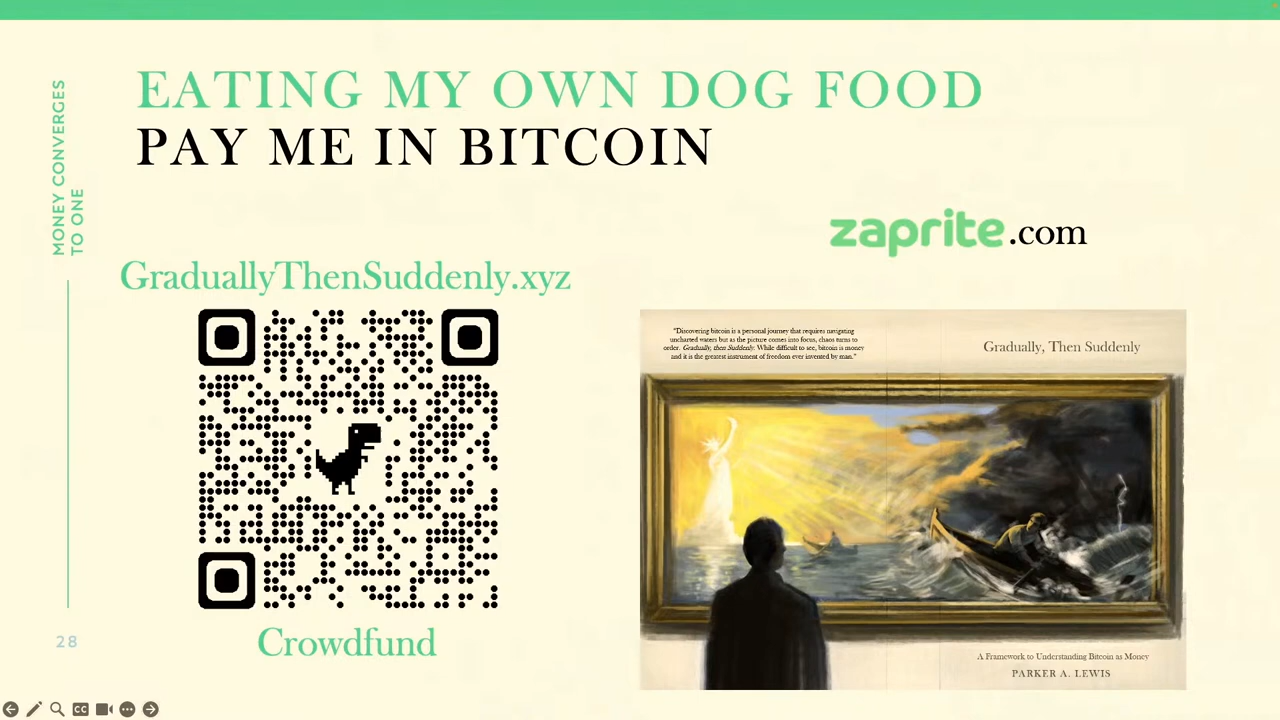 EATING MY OWN DOG FOOD
PAY ME IN BITCOIN
MONEY CONVERGES
TO ONE
zaprite.com
GraduallyThenSuddenly.xyz
"Discovering bitcoin is a personal journey that requires navigating
uncharted waters but as the picture comes into focus, chaos turns to
order. Gradually, then Suddenly. While difficult to see, bitcoin is money
and it is the greatest instrument of freedom ever invented by man."
Gradually, Then Suddenly
Crowdfund
A Framework to Understanding Bitcoin as Money
PARKER A. LEWIS
28
CC